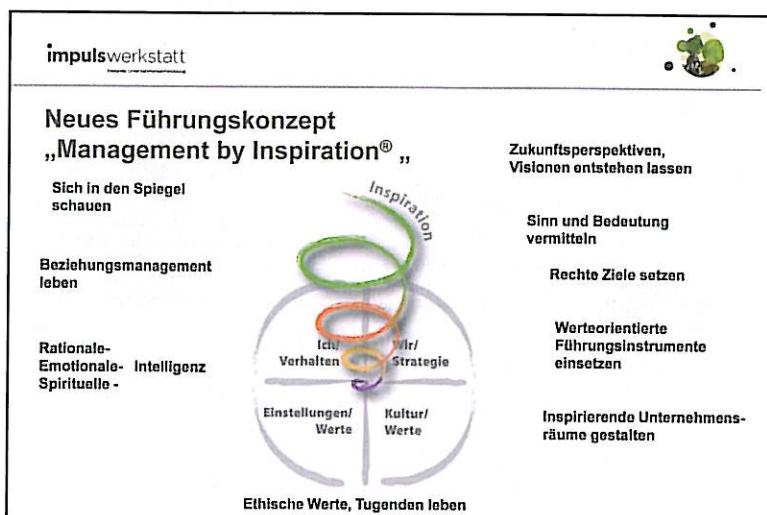 impulswerkstatt
Neues Führungskonzept
„Management by Inspiration® „
Sich in den Spiegel
schauen
Beziehungsmanagement
leben
Rationale-
Emotionale- Intelligenz
Spirituelle -
Inspiration
Ich/
Verhalten
Wir/
Strategie
Einstellungen/
Werte
Kultur/
Werte
Zukunftsperspektiven,
Visionen entstehen lassen
Sinn und Bedeutung
vermitteln
Rechte Ziele setzen
Werteorientierte
Führungsinstrumente
einsetzen
Inspirierende Unternehmens-
räume gestalten
Ethische Werte, Tugenden leben